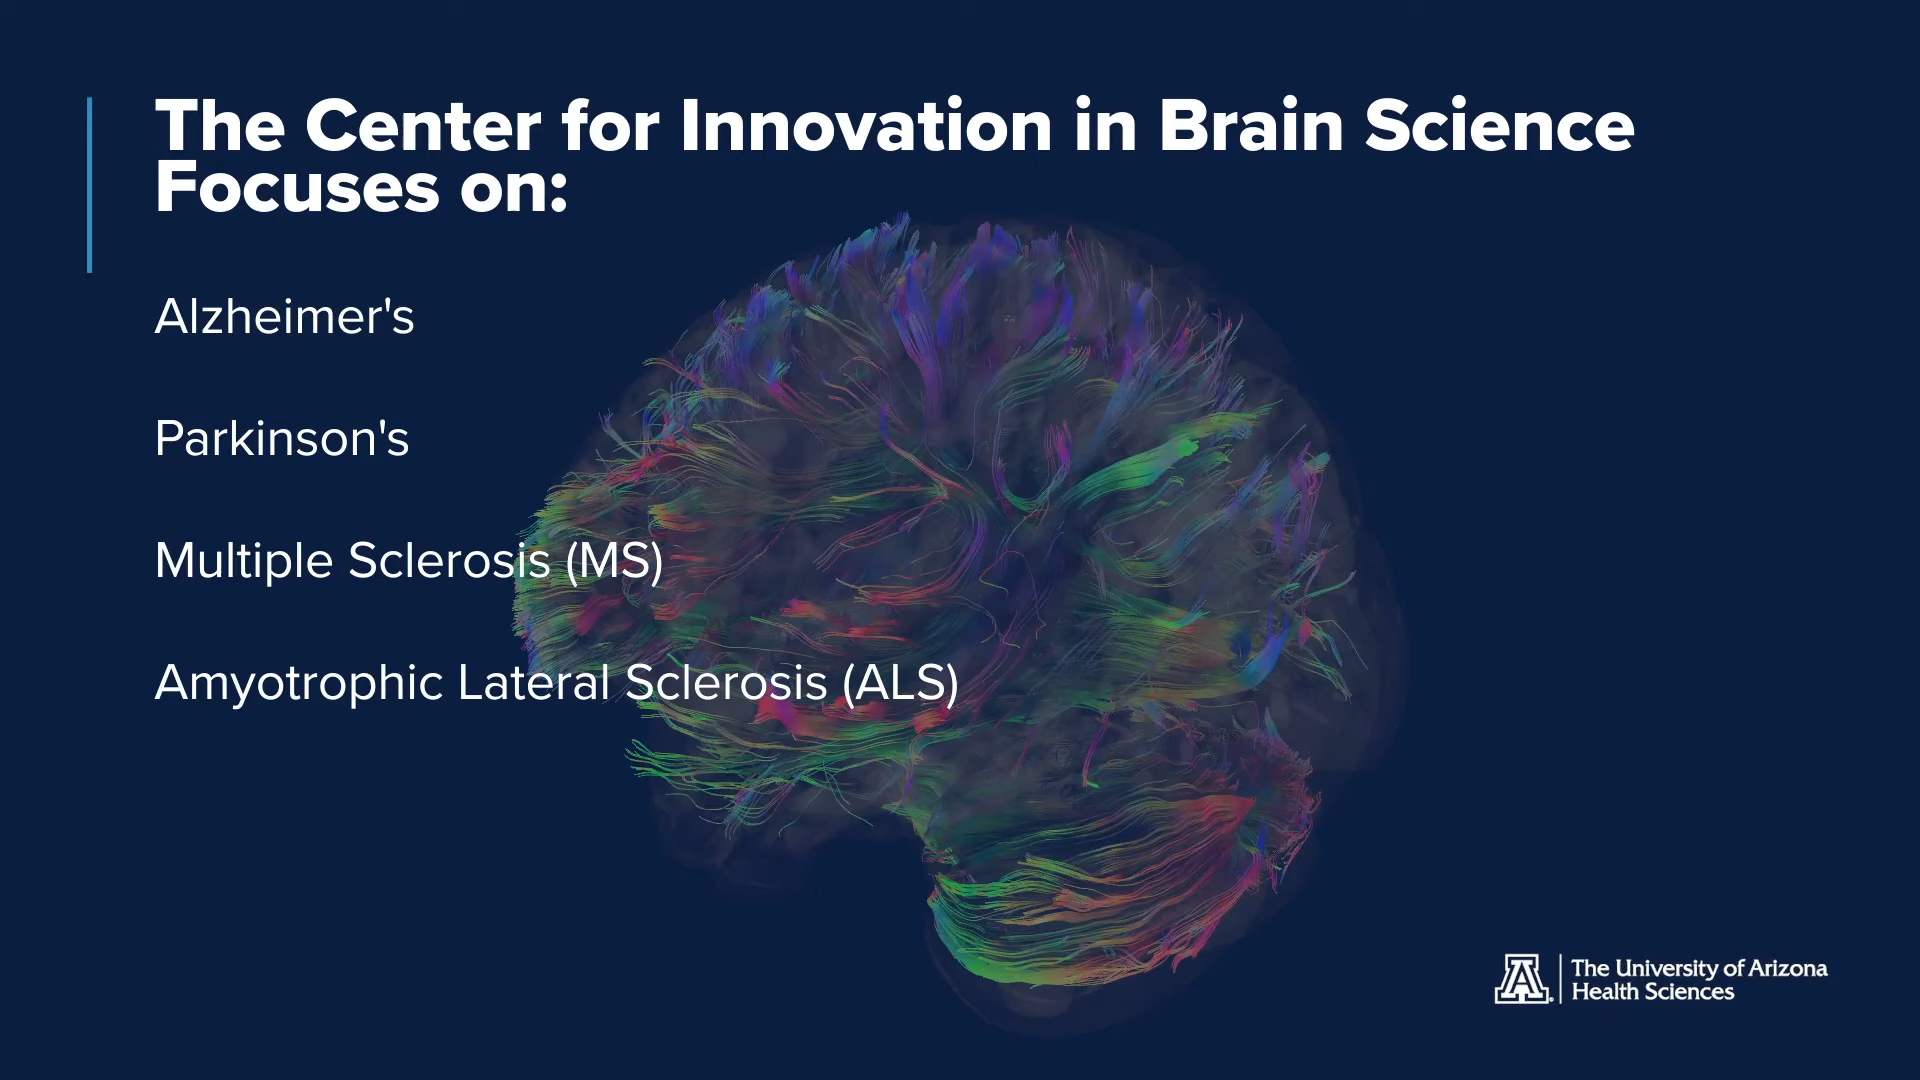 The Center for Innovation in Brain Science
Focuses on:
Alzheimer's
Parkinson's
Multiple Sclerosis (MS)
Amyotrophic Lateral Sclerosis (ALS)
A
The University of Arizona
Health Sciences